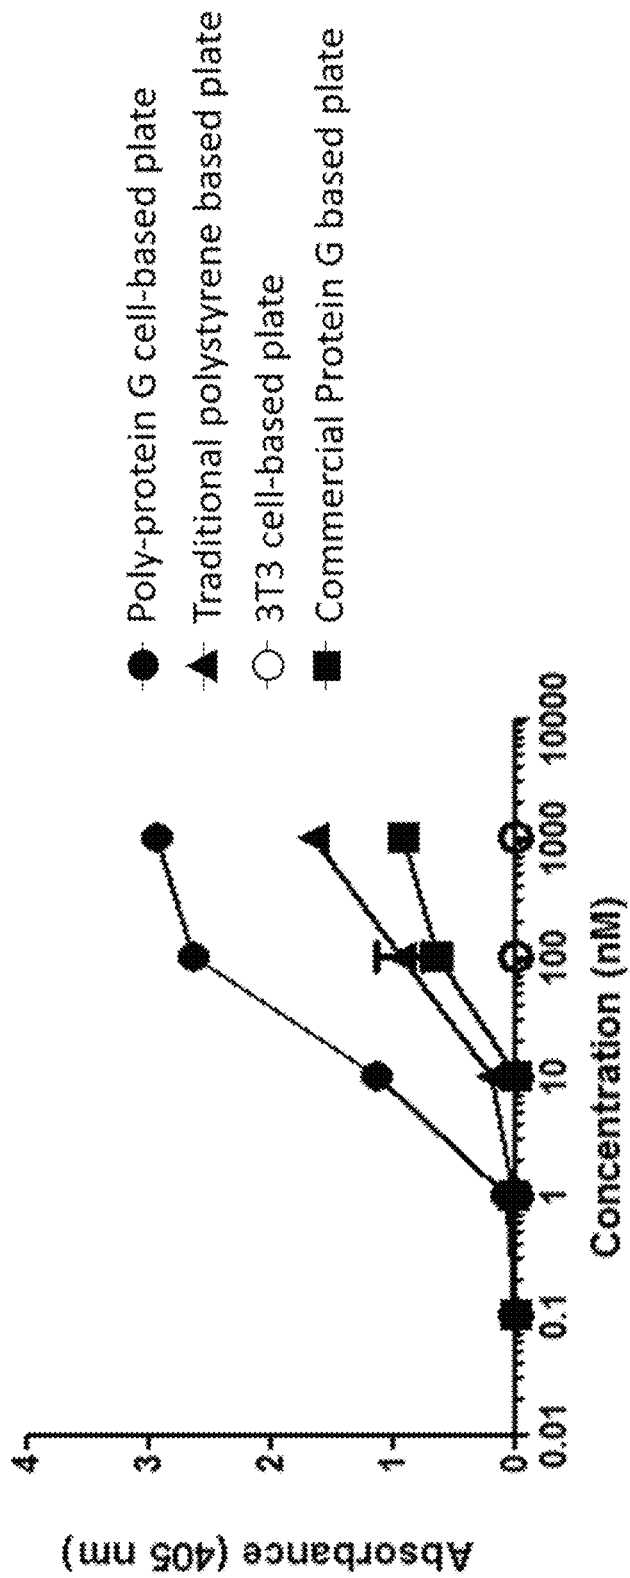 Poly-protein G cell-based plate
Traditional polystyrene based plate
3T3 cell-based plate
Commercial Protein G based plate
Absorbance (405 nm)
4
3
2
1
0
0.01
0.1
1
10
100
1000
10000
Concentration (nM)